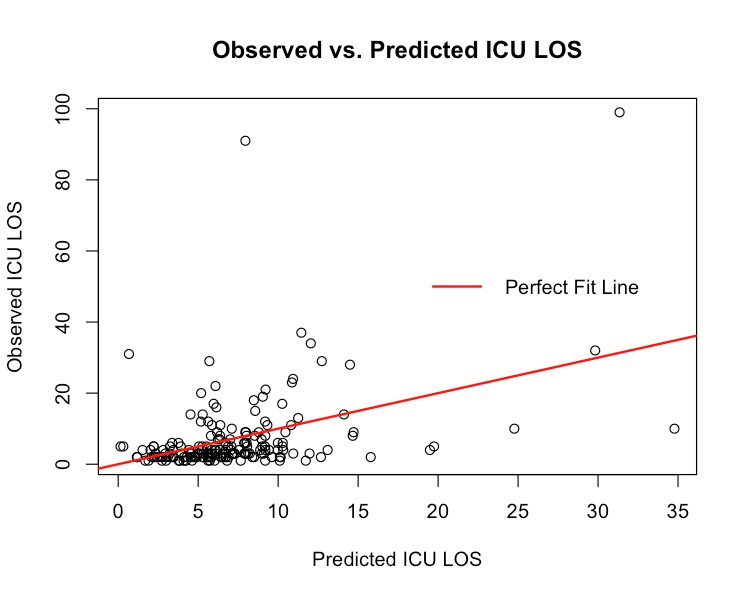 Observed vs. Predicted ICU LOS
100
80
60
40
20
0
Observed ICU LOS
Perfect Fit Line
0 5 10 15 20 25 30 35
Predicted ICU LOS